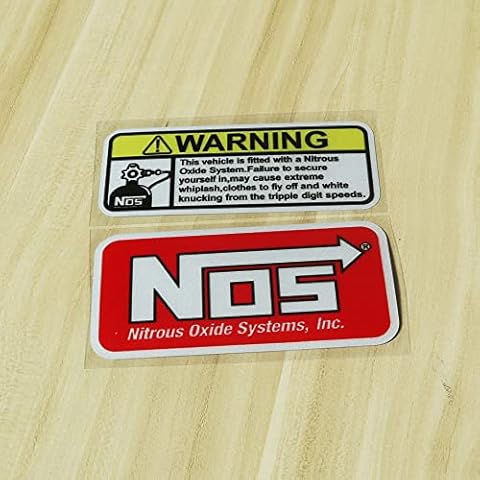 WARNING
This vehicle is fitted with a Nitrous
Oxide System.Failure to secure
yourself in,may cause extreme
whiplash,clothes to fly off and white
knucking from the tripple digit speeds.
NOS
NOS®
Nitrous Oxide Systems, Inc.